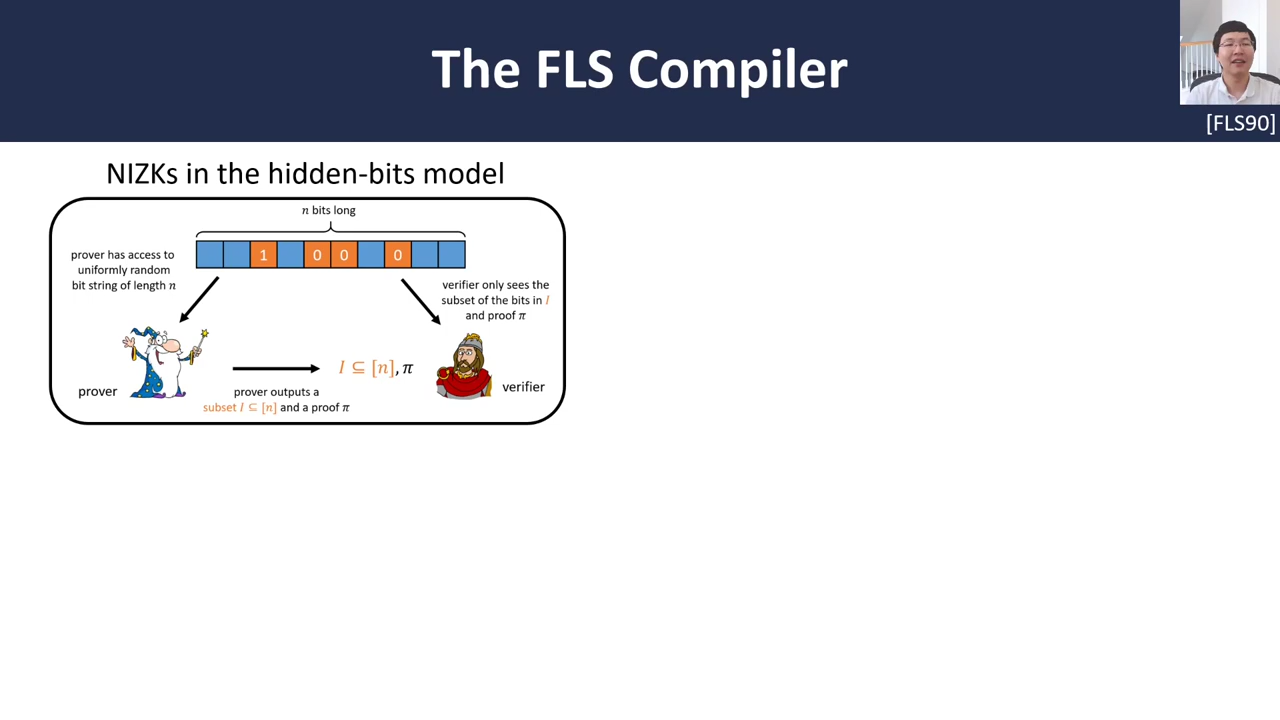 The FLS Compiler
[FLS90]
NIZKs in the hidden-bits model
n bits long
1 0 0 0
prover has access to
uniformly random
bit string of length n
verifier only sees the
subset of the bits in I
and proof π
I ⊆ [n], π
prover
prover outputs a
subset I ⊆ [n] and a proof π
verifier